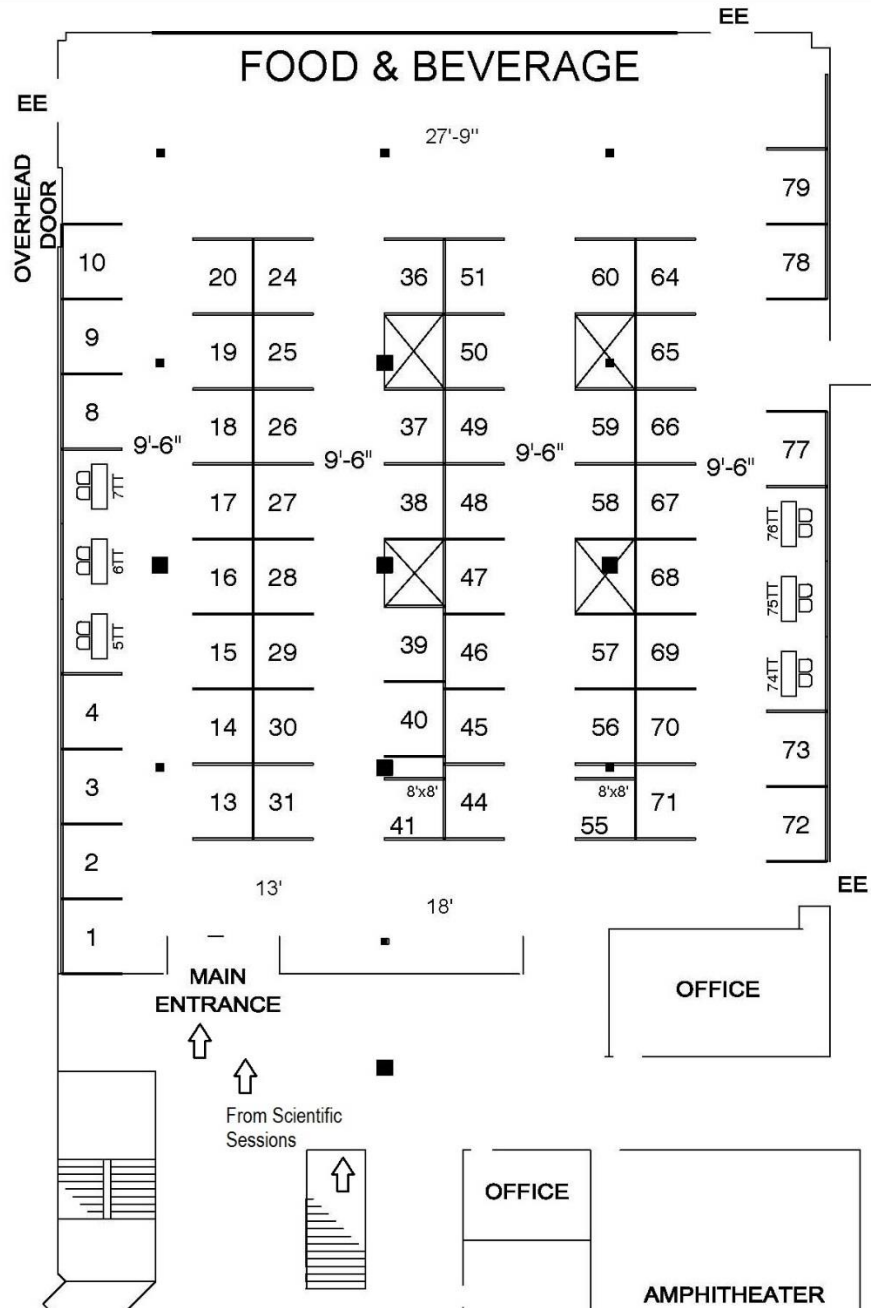 EE
FOOD & BEVERAGE
EE
27'-9"
OVERHEAD
DOOR
79
10
78
20 24 36 51 60 64
9
19 25 50 65
8
18 26 37 49 59 66
9'-6" 9'-6" 9'-6" 9'-6"
77
7TT
17 27 38 48 58 67
76TT
6TT
16 28 47 68
75TT
5TT
15 29 39 46 57 69
74TT
4
14 30 40 45 56 70
73
3
8'x8' 8'x8'
13 31 41 44 55 71
72
2
EE
13'
18'
1
MAIN
ENTRANCE
OFFICE
From Scientific
Sessions
OFFICE
AMPHITHEATER